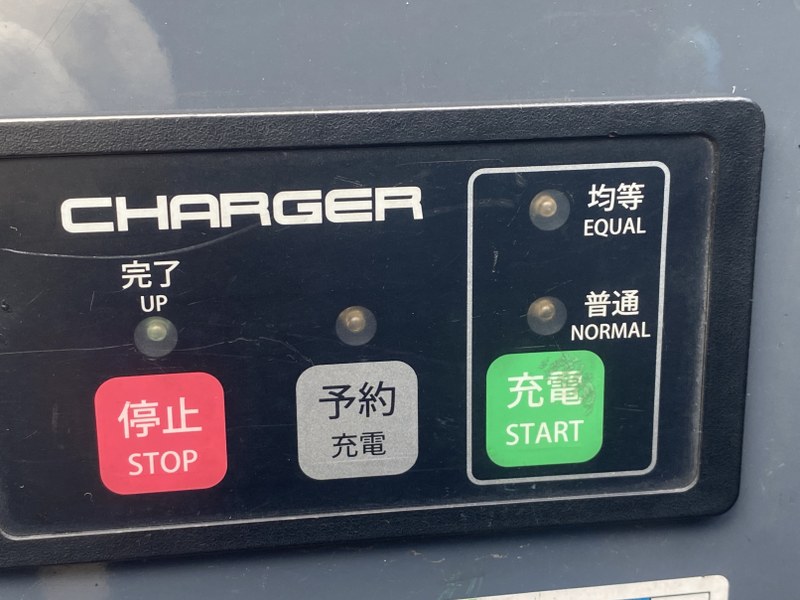 CHARGER
完了
UP
停止
STOP
予約
充電
均等
EQUAL
普通
NORMAL
充電
START